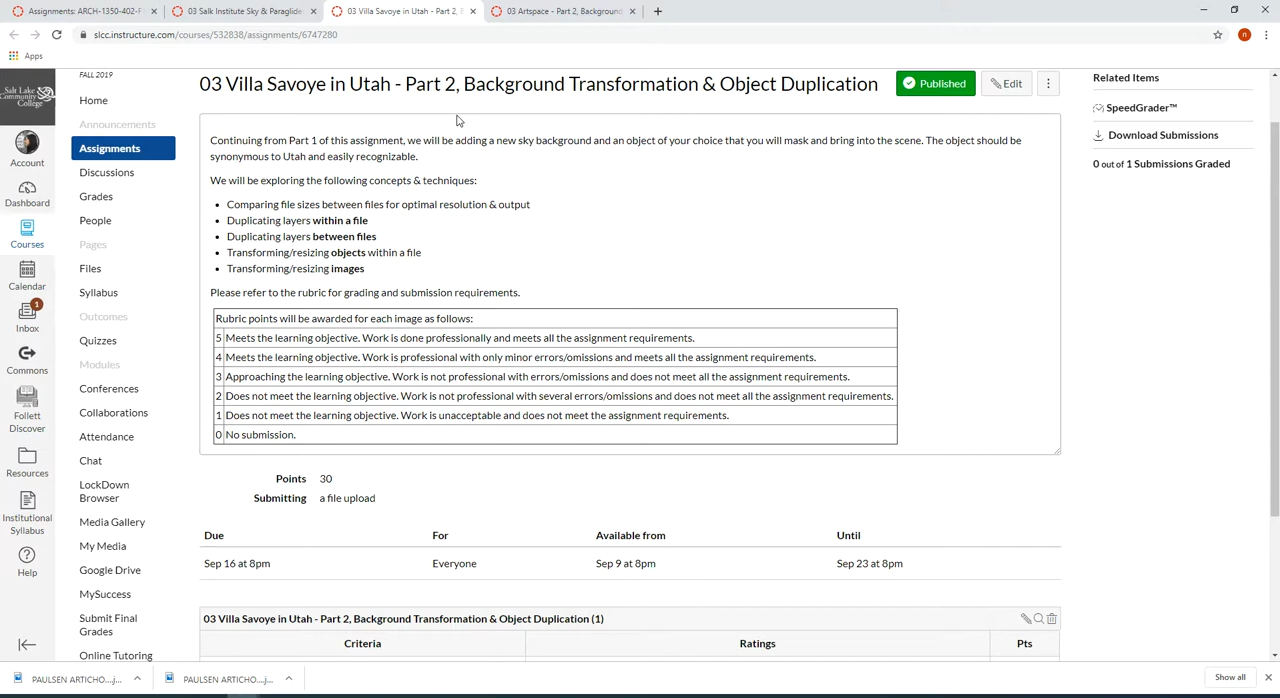 Assignments: ARCH-1350-402-F
03 Salk Institute Sky & Paraglide
03 Villa Savoye in Utah - Part 2, B
03 Artspace - Part 2, Background
slcc.instructure.com/courses/532838/assignments/6747280
n
Apps
Salt Lake
Community
College
Account
Dashboard
Courses
Calendar
1
Inbox
Commons
Follett
Discover
Resources
Institutional
Syllabus
Help
FALL 2019
Home
Announcements
Assignments
Discussions
Grades
People
Pages
Files
Syllabus
Outcomes
Quizzes
Modules
Conferences
Collaborations
Attendance
Chat
LockDown
Browser
Media Gallery
My Media
Google Drive
MySuccess
Submit Final
Grades
Online Tutoring
03 Villa Savoye in Utah - Part 2, Background Transformation & Object Duplication
Published
Edit
Continuing from Part 1 of this assignment, we will be adding a new sky background and an object of your choice that you will mask and bring into the scene. The object should be
synonymous to Utah and easily recognizable.
We will be exploring the following concepts & techniques:
• Comparing file sizes between files for optimal resolution & output
• Duplicating layers within a file
• Duplicating layers between files
• Transforming/resizing objects within a file
• Transforming/resizing images
Please refer to the rubric for grading and submission requirements.
Rubric points will be awarded for each image as follows:
5 Meets the learning objective. Work is done professionally and meets all the assignment requirements.
4 Meets the learning objective. Work is professional with only minor errors/omissions and meets all the assignment requirements.
3 Approaching the learning objective. Work is not professional with errors/omissions and does not meet all the assignment requirements.
2 Does not meet the learning objective. Work is not professional with several errors/omissions and does not meet all the assignment requirements.
1 Does not meet the learning objective. Work is unacceptable and does not meet the assignment requirements.
0 No submission.
Points 30
Submitting a file upload
Due For Available from Until
Sep 16 at 8pm Everyone Sep 9 at 8pm Sep 23 at 8pm
03 Villa Savoye in Utah - Part 2, Background Transformation & Object Duplication (1)
Criteria Ratings Pts
Related Items
SpeedGrader™
Download Submissions
0 out of 1 Submissions Graded
PAULSEN ARTICHO....j...
PAULSEN ARTICHO...j...
Show all